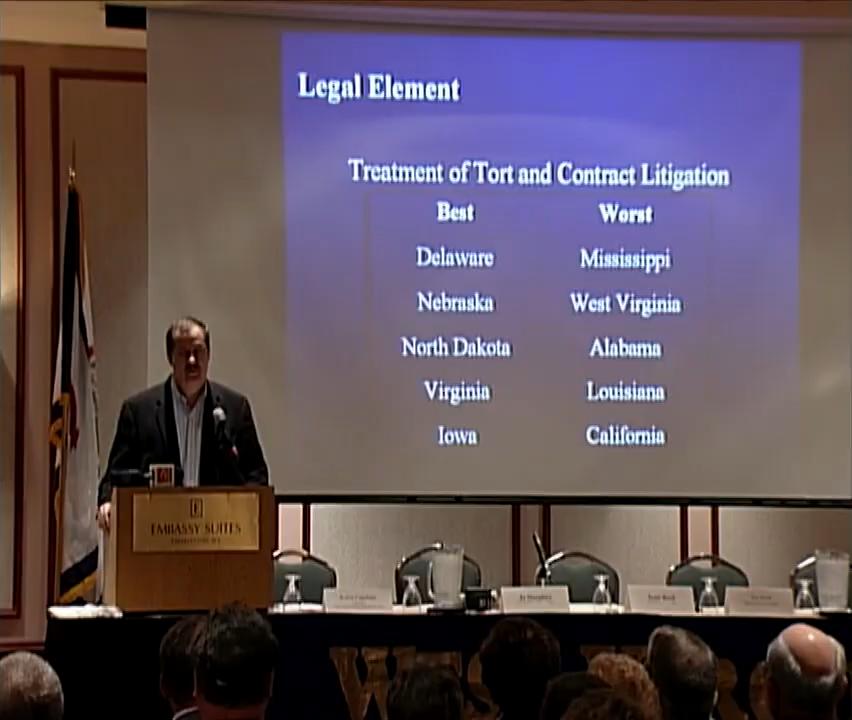 Legal Element
Treatment of Tort and Contract Litigation
Best Worst
Delaware Mississippi
Nebraska West Virginia
North Dakota Alabama
Virginia Louisiana
Iowa California
EMBASSY SUITES